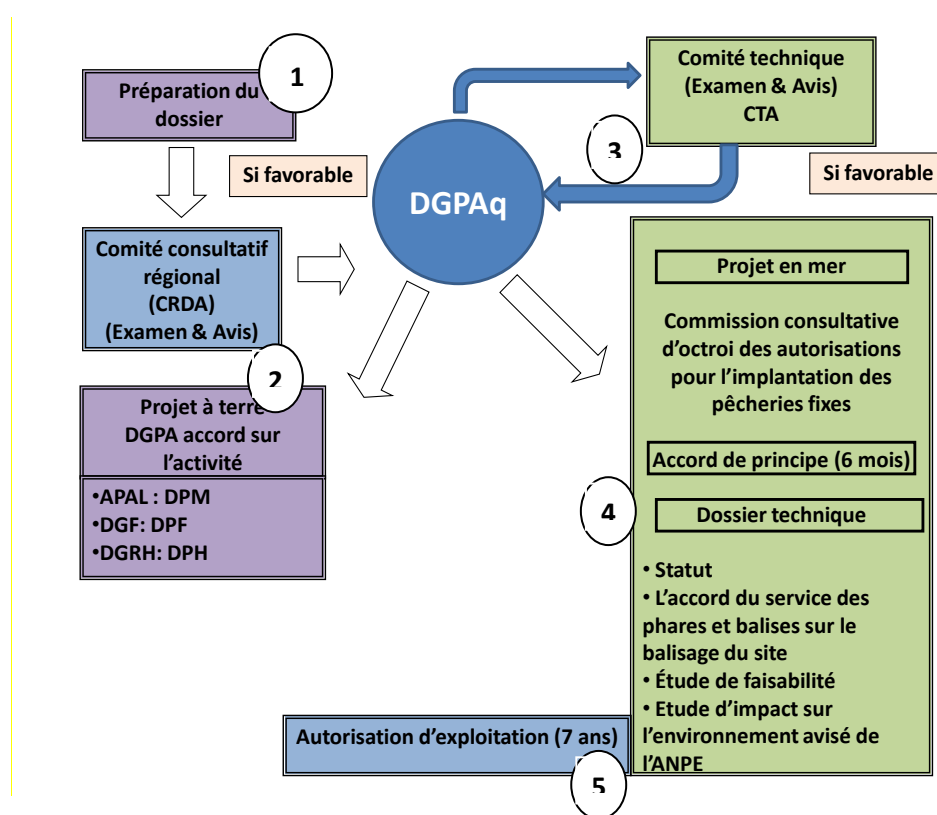 1
Préparation du
dossier
Si favorable
Comité consultatif
régional
(CRDA)
(Examen & Avis)
2
DGPAq
3
Comité technique
(Examen & Avis)
CTA
Si favorable
Projet à terre
DGPA accord sur
l’activité
•APAL : DPM
•DGF: DPF
•DGRH: DPH
Projet en mer
Commission consultative
d’octroi des autorisations
pour l’implantation des
pêcheries fixes
Accord de principe (6 mois)
4
Dossier technique
• Statut
• L’accord du service des
phares et balises sur le
balisage du site
• Étude de faisabilité
• Etude d’impact sur
l’environnement avisé de
l’ANPE
Autorisation d’exploitation (7 ans)
5